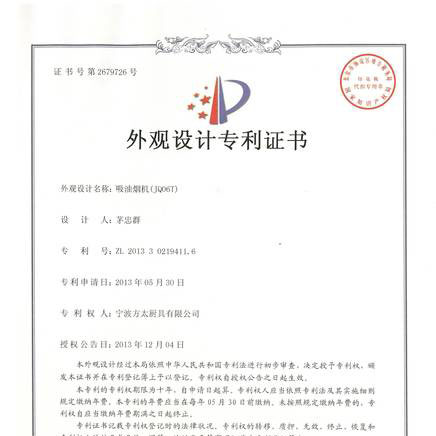 证书号第2679726号
外观设计专利证书
外观设计名称:吸油烟机(JQ06T)
设 计 人:茅忠群
专 利 号:ZL 2013 3 0219411.6
专利申请日:2013年05月30日
专 利 权 人:宁波方太厨具有限公司
授权公告日:2013年12月04日
本外观设计经过本局依照中华人民共和国专利法进行初步审查,决定授予专利权,颁
发本证书并在专利登记簿上予以登记。专利权自授权公告之日起生效。
本专利的专利权期限为十年,自申请日起算。专利权人应当依照专利法及其实施细则
规定缴纳年费。本专利的年费应当在每年05月30日前缴纳。未按照规定缴纳年费的,专利
权自应当缴纳年费期满之日起终止。
专利证书记载专利权登记时的法律状况。专利权的转移、质押、无效、终止、恢复和